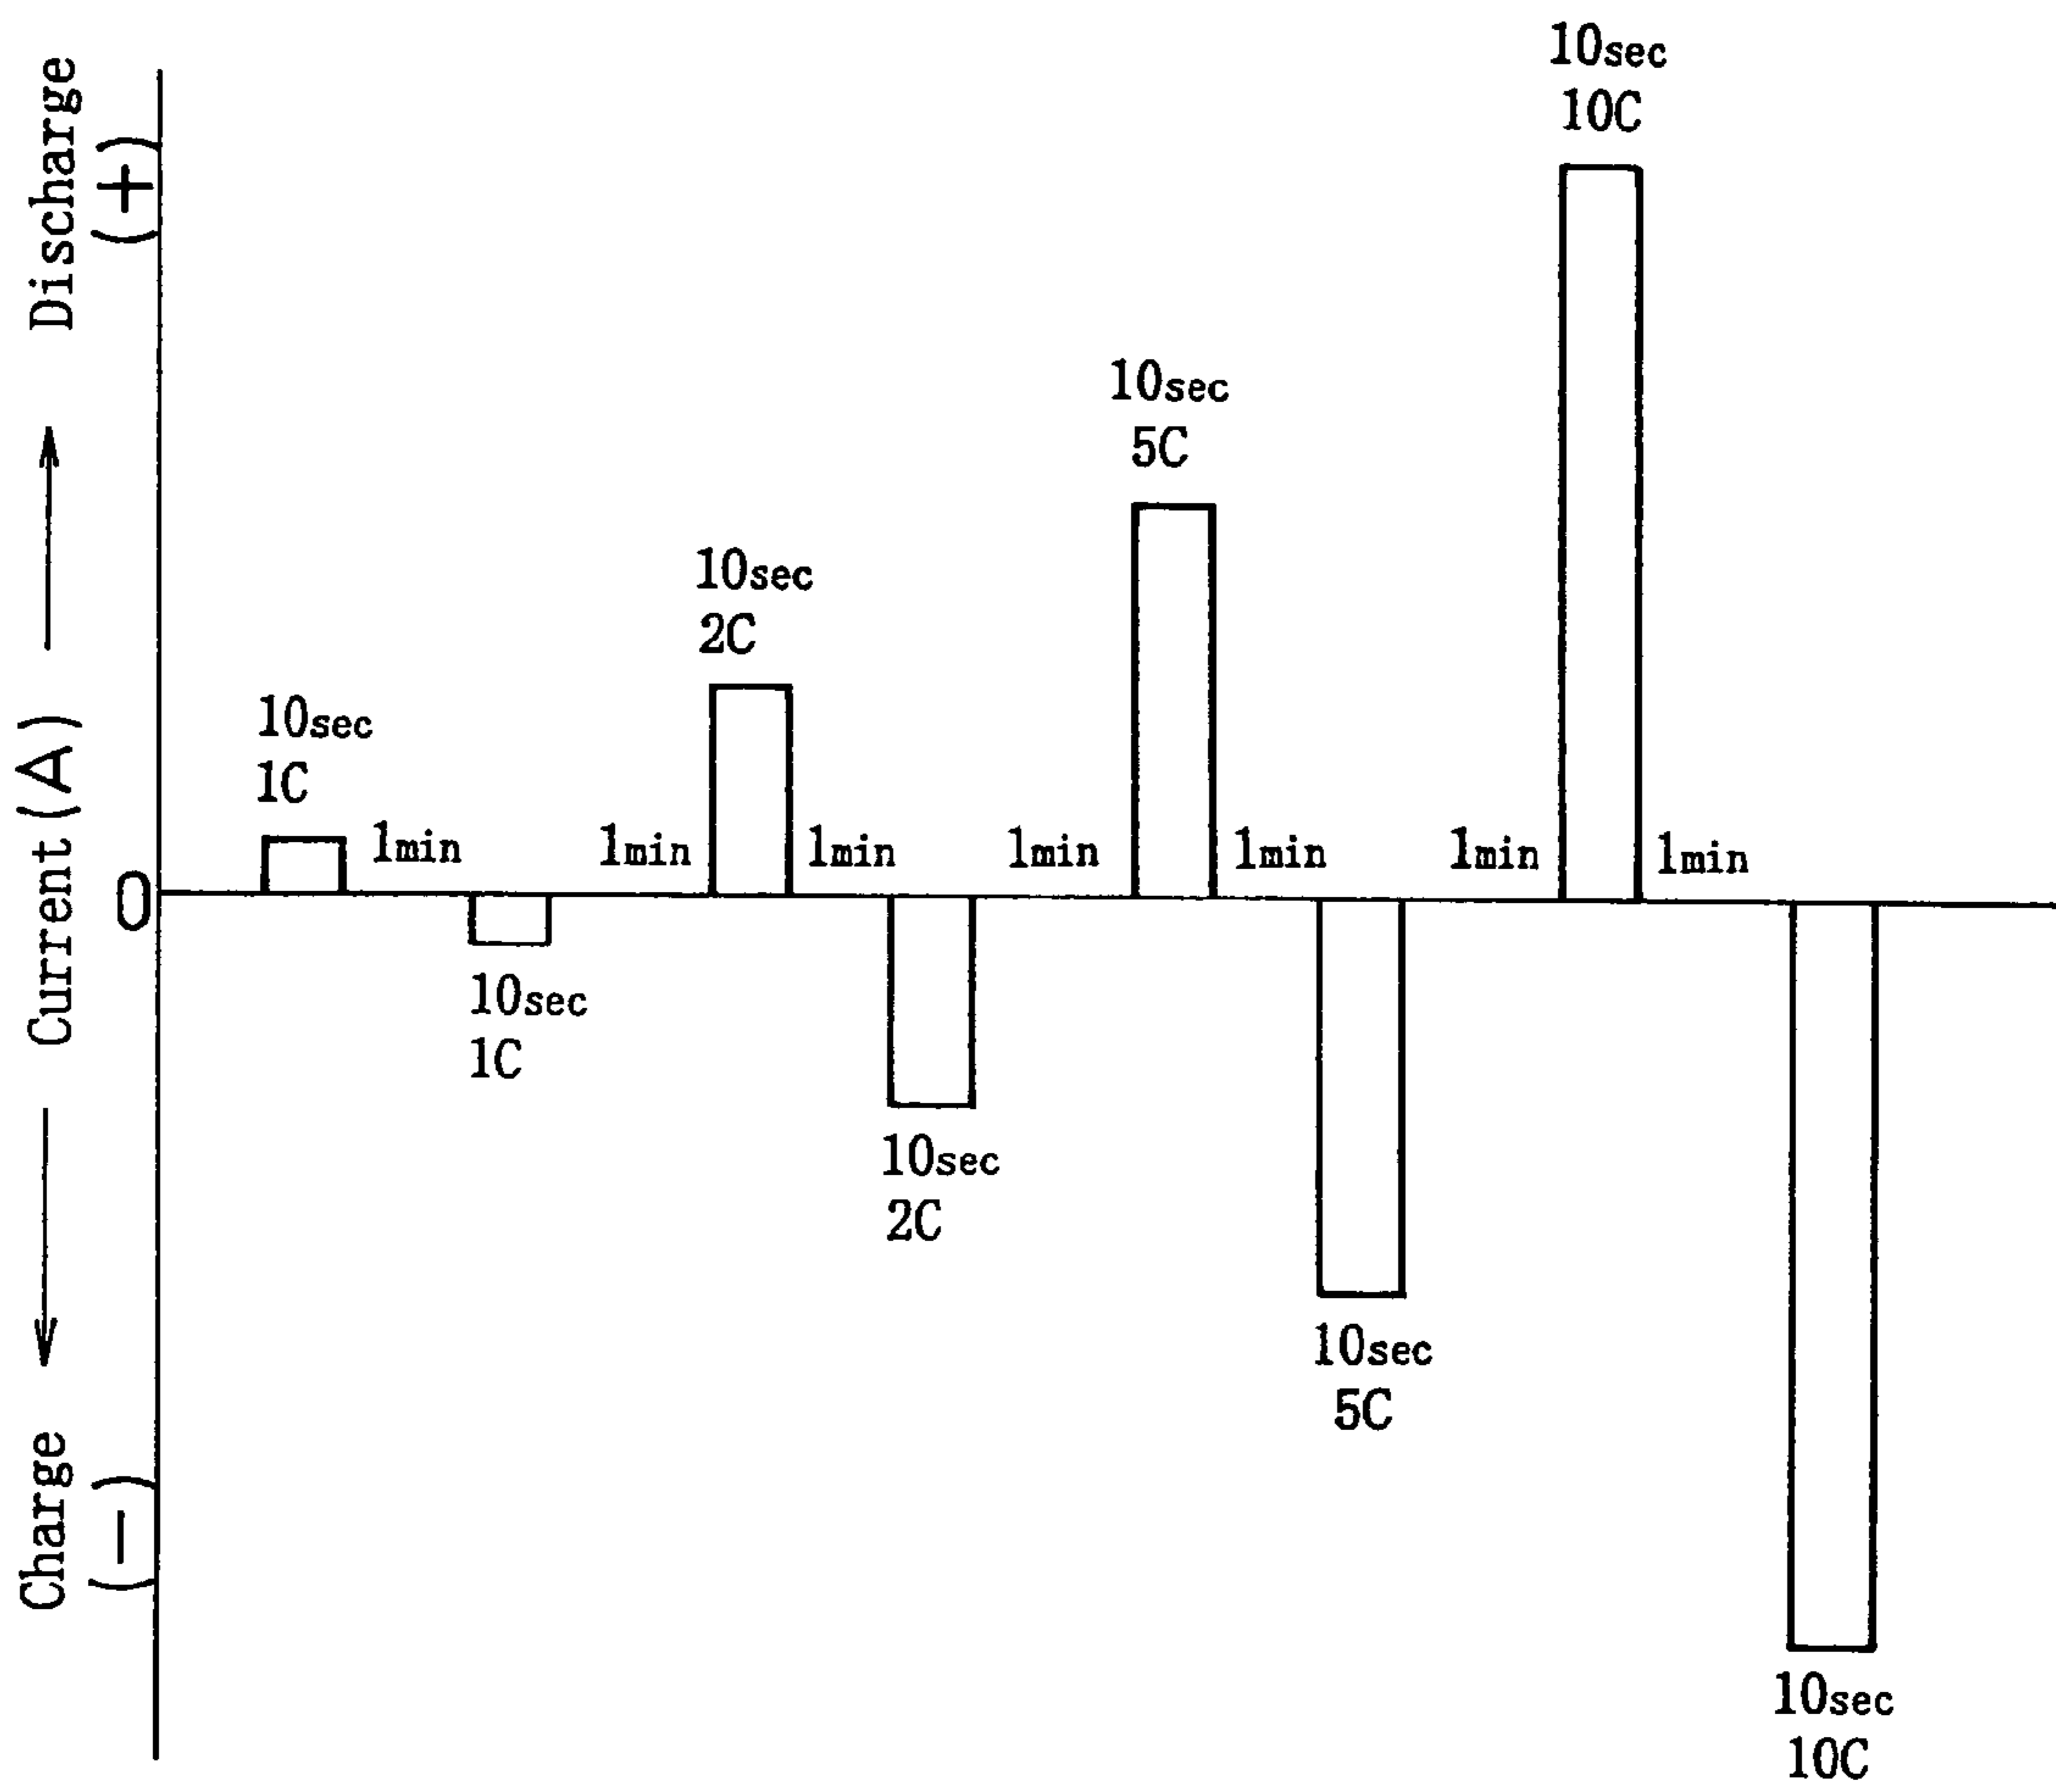 Discharge
(+)
Current(A)
0
Charge
(−)
10sec
1C
1min
10sec
1C
1min
10sec
2C
1min
10sec
2C
1min
10sec
5C
1min
10sec
5C
1min
10sec
10C
1min
10sec
10C